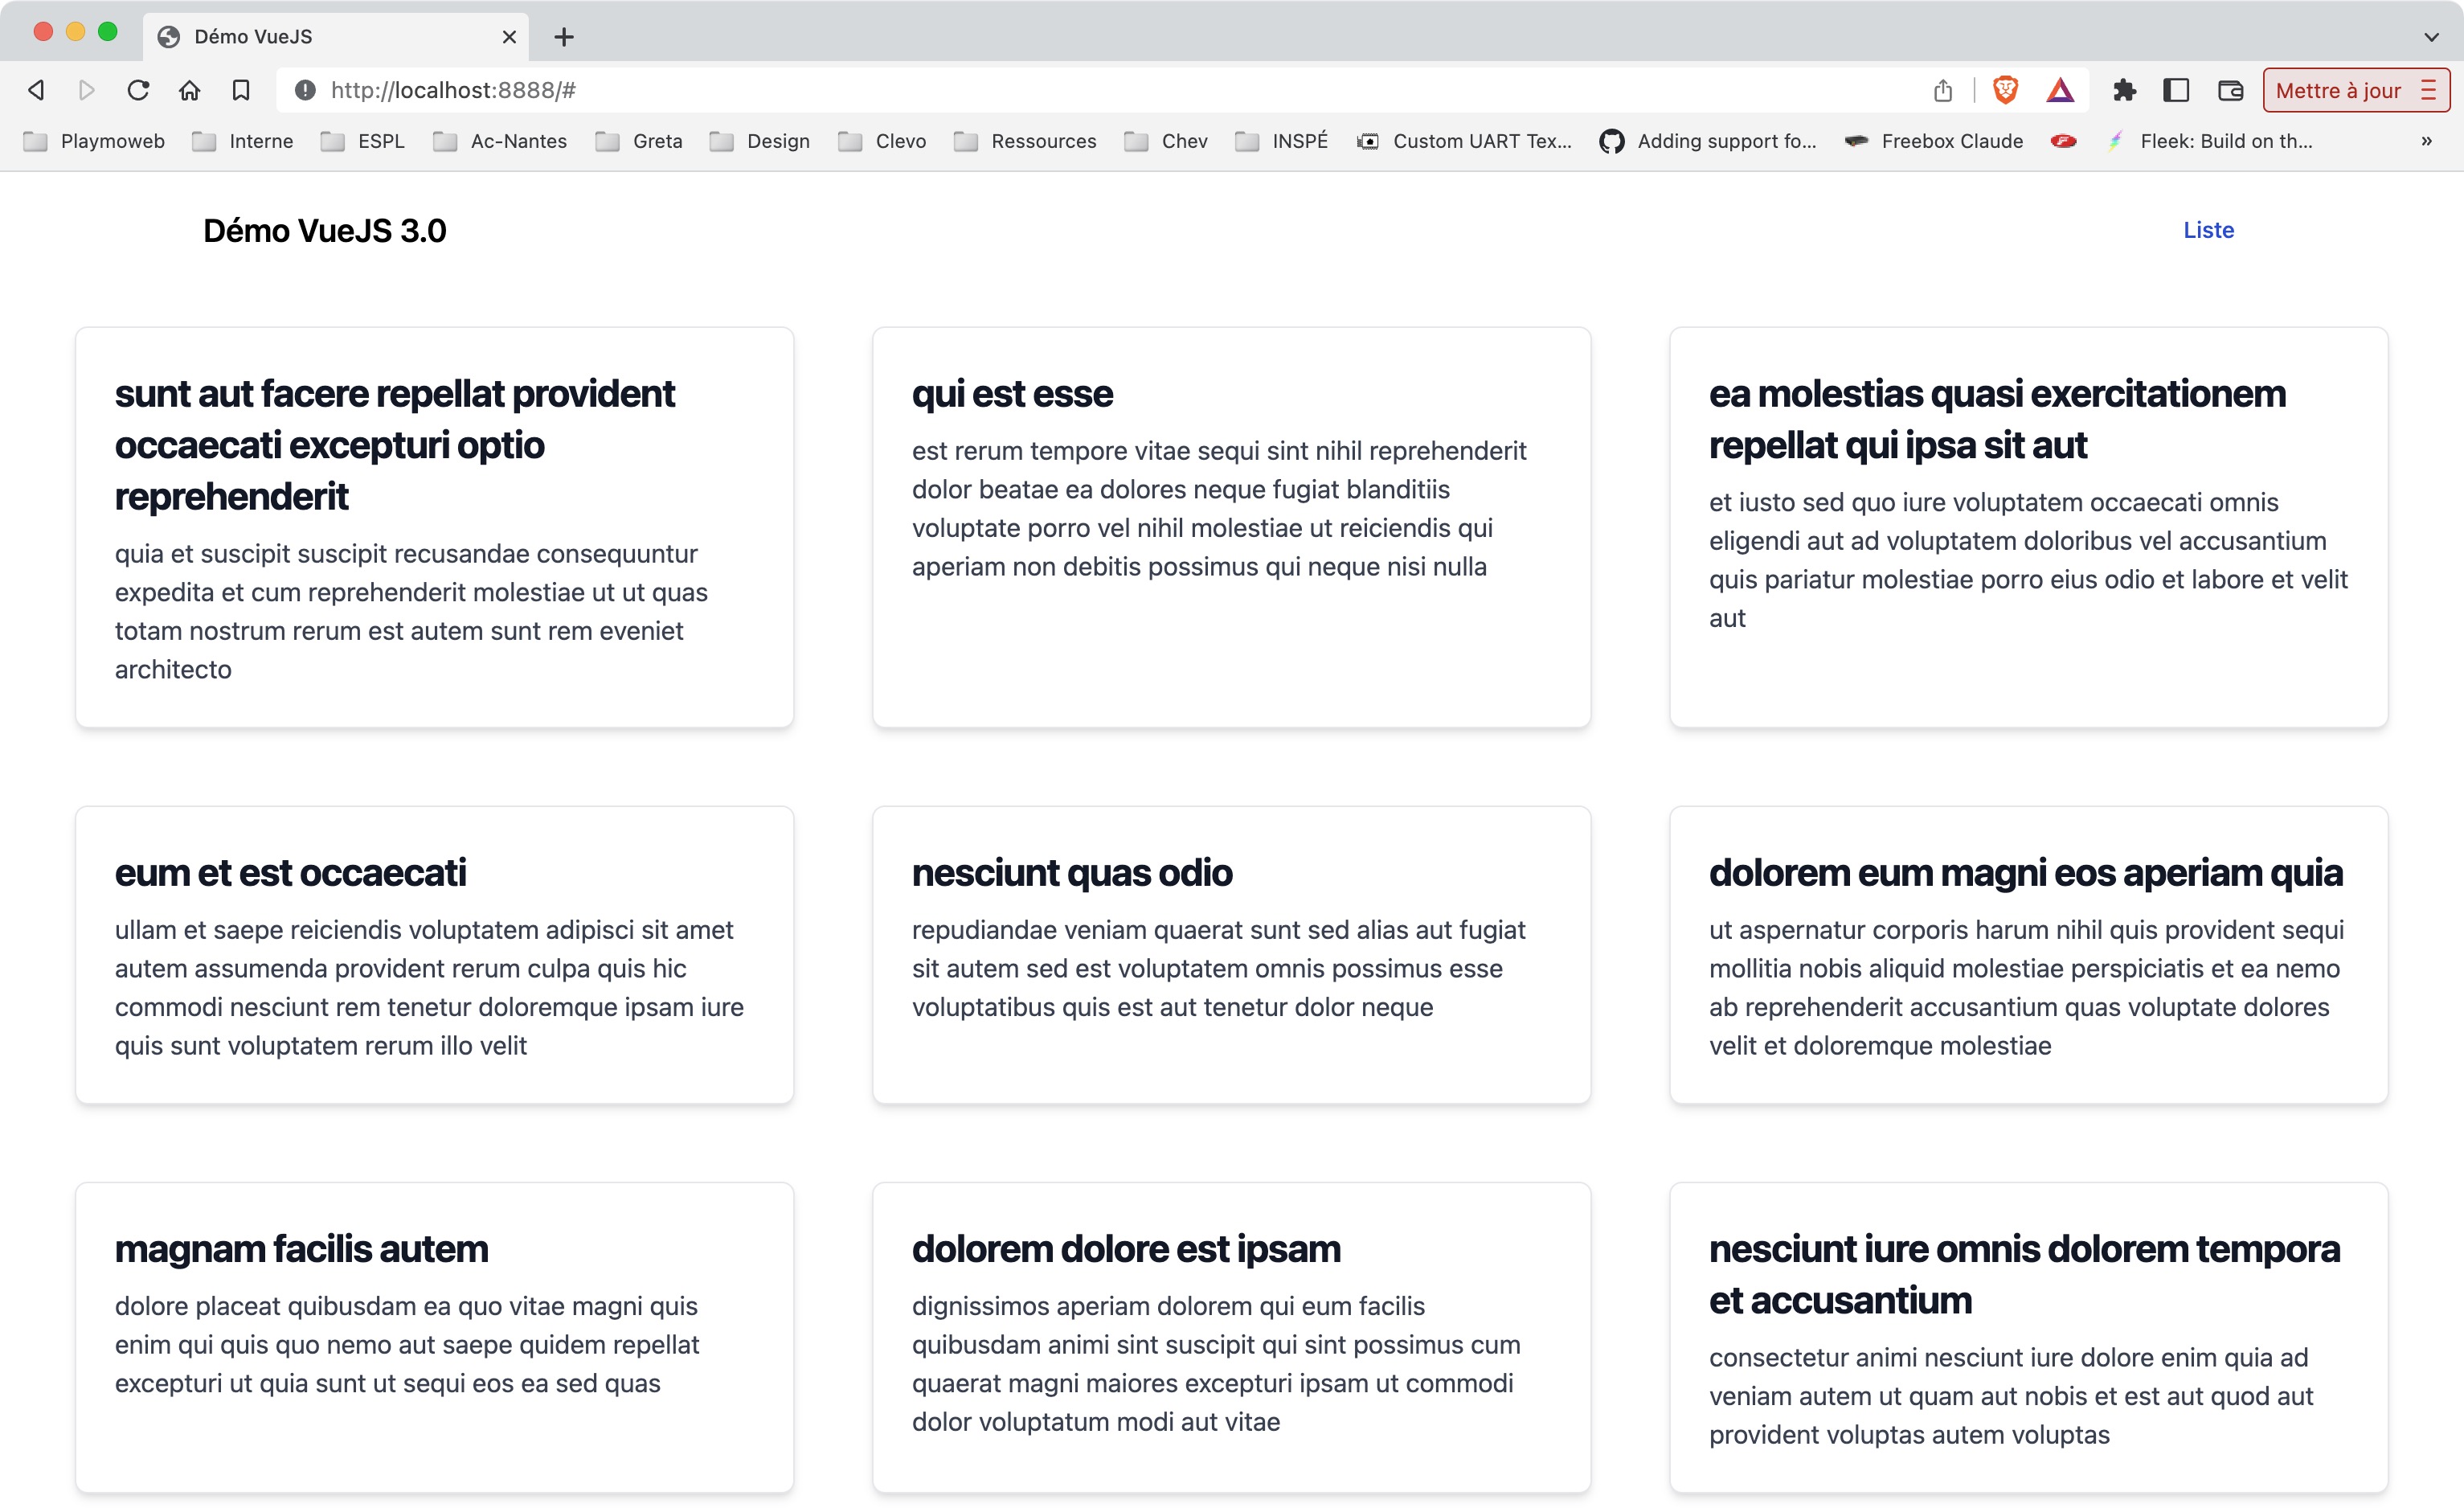 Démo VueJS
http://localhost:8888/#
Mettre à jour
Playmoweb Interne ESPL Ac-Nantes Greta Design Clevo Ressources Chev INSPÉ Custom UART Tex... Adding support fo... Freebox Claude Fleek: Build on th... »
Démo VueJS 3.0
Liste
sunt aut facere repellat provident
occaecati excepturi optio
reprehenderit
quia et suscipit suscipit recusandae consequuntur
expedita et cum reprehenderit molestiae ut ut quas
totam nostrum rerum est autem sunt rem eveniet
architecto
qui est esse
est rerum tempore vitae sequi sint nihil reprehenderit
dolor beatae ea dolores neque fugiat blanditiis
voluptate porro vel nihil molestiae ut reiciendis qui
aperiam non debitis possimus qui neque nisi nulla
ea molestias quasi exercitationem
repellat qui ipsa sit aut
et iusto sed quo iure voluptatem occaecati omnis
eligendi aut ad voluptatem doloribus vel accusantium
quis pariatur molestiae porro eius odio et labore et velit
aut
eum et est occaecati
ullam et saepe reiciendis voluptatem adipisci sit amet
autem assumenda provident rerum culpa quis hic
commodi nesciunt rem tenetur doloremque ipsam iure
quis sunt voluptatem rerum illo velit
nesciunt quas odio
repudiandae veniam quaerat sunt sed alias aut fugiat
sit autem sed est voluptatem omnis possimus esse
voluptatibus quis est aut tenetur dolor neque
dolorem eum magni eos aperiam quia
ut aspernatur corporis harum nihil quis provident sequi
mollitia nobis aliquid molestiae perspiciatis et ea nemo
ab reprehenderit accusantium quas voluptate dolores
velit et doloremque molestiae
magnam facilis autem
dolore placeat quibusdam ea quo vitae magni quis
enim qui quis quo nemo aut saepe quidem repellat
excepturi ut quia sunt ut sequi eos ea sed quas
dolorem dolore est ipsam
dignissimos aperiam dolorem qui eum facilis
quibusdam animi sint suscipit qui sint possimus cum
quaerat magni maiores excepturi ipsam ut commodi
dolor voluptatum modi aut vitae
nesciunt iure omnis dolorem tempora
et accusantium
consectetur animi nesciunt iure dolore enim quia ad
veniam autem ut quam aut nobis et est aut quod aut
provident voluptas autem voluptas